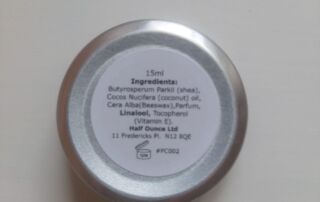 15ml
Ingredients:
Butyrosperum Parkii (shea),
Cocos Nucifera (coconut) oil,
Cera Alba(Beeswax),Parfum,
Linalool, Tocopherol
(Vitamin E).
Half Ounce Ltd
11 Fredericks Pl. N12 8QE
#FC002